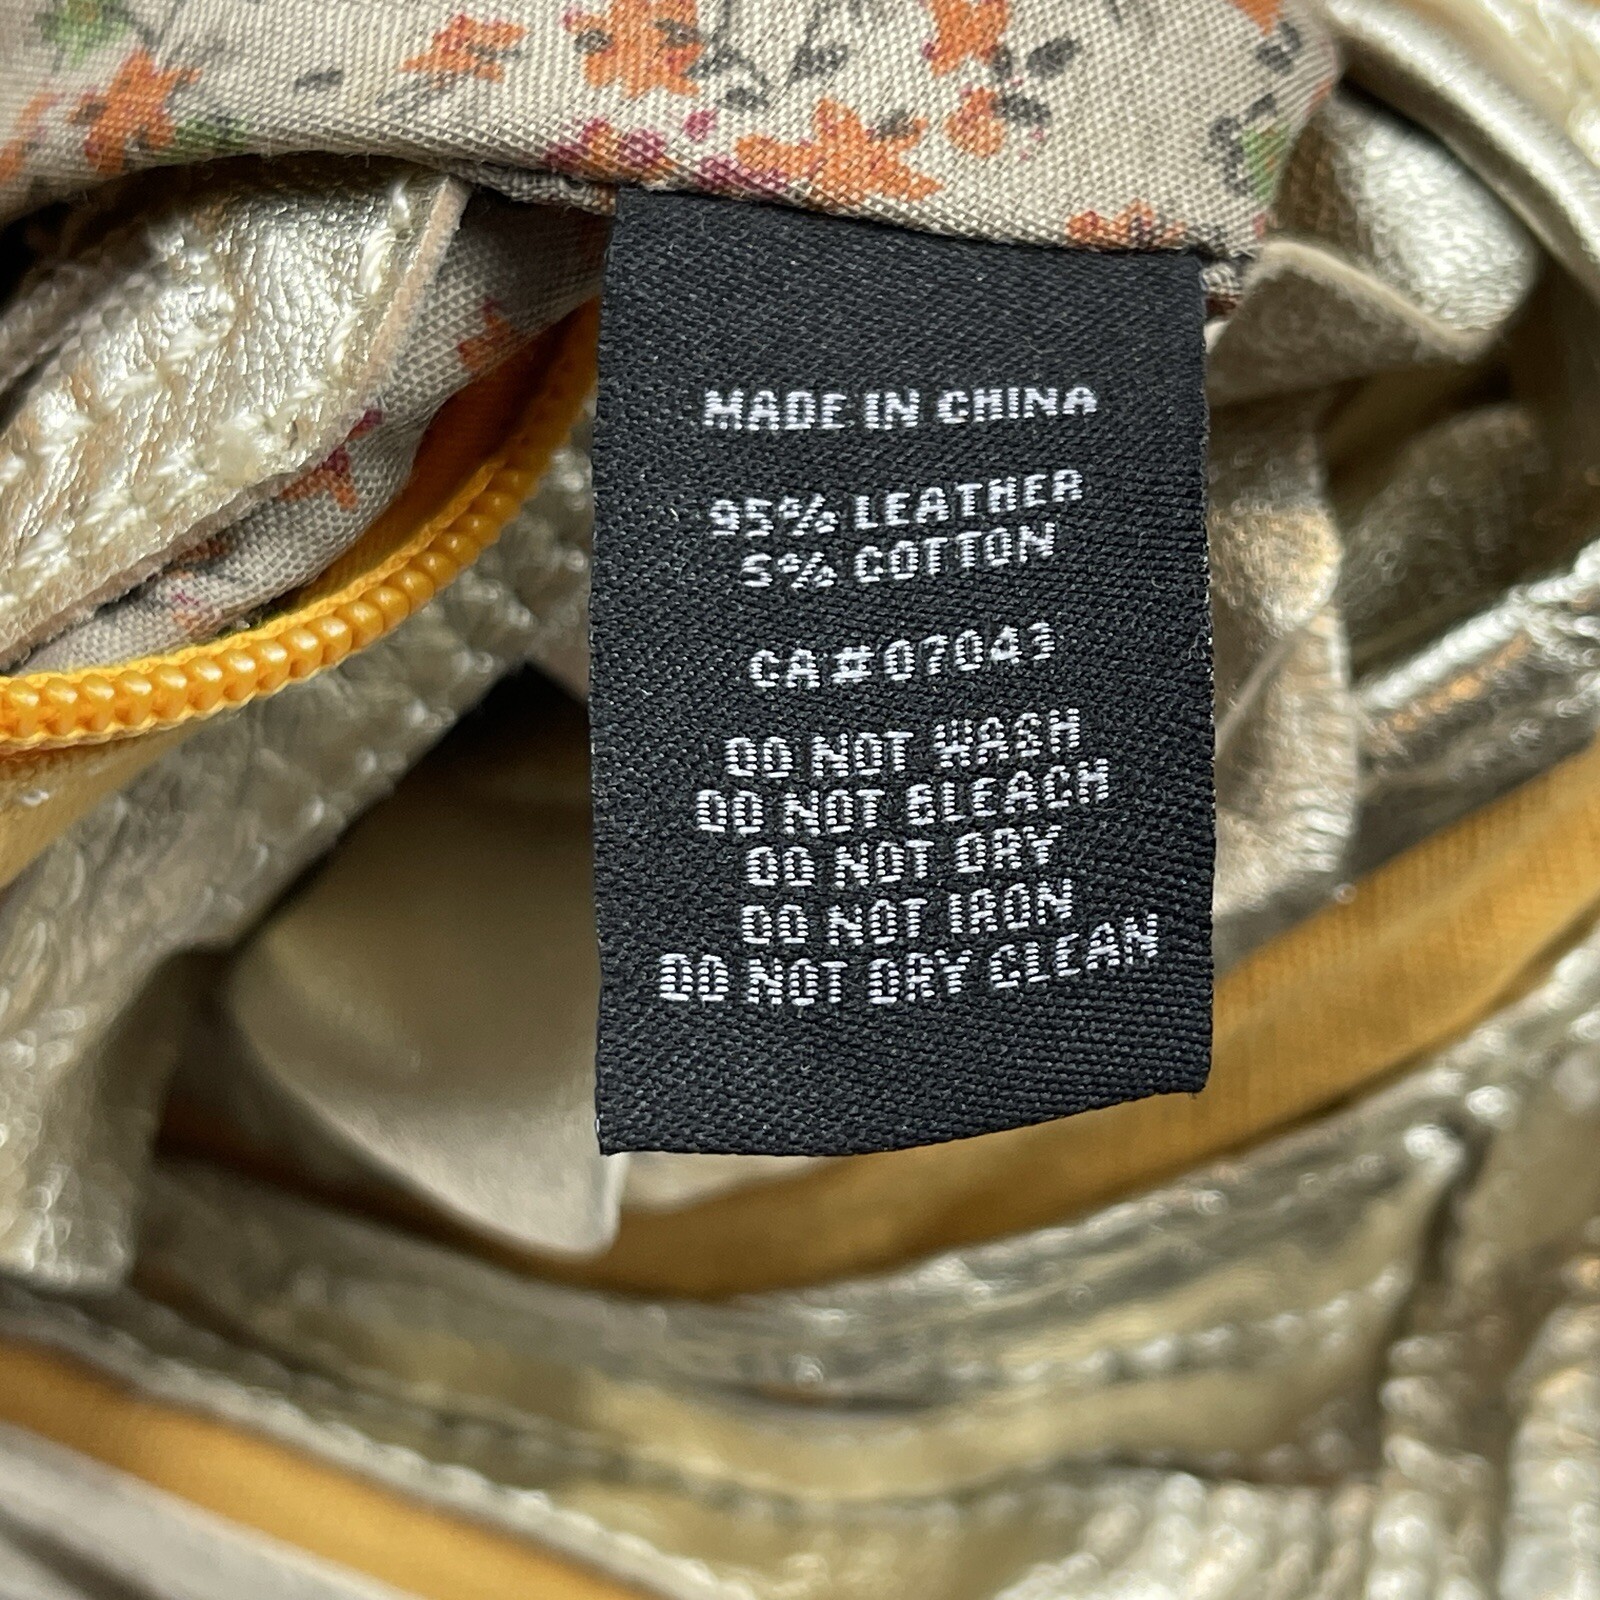 MADE IN CHINA
95% LEATHER
5% COTTON
CA#07043
DO NOT WASH
DO NOT BLEACH
DO NOT DRY
DO NOT IRON
DO NOT DRY CLEAN